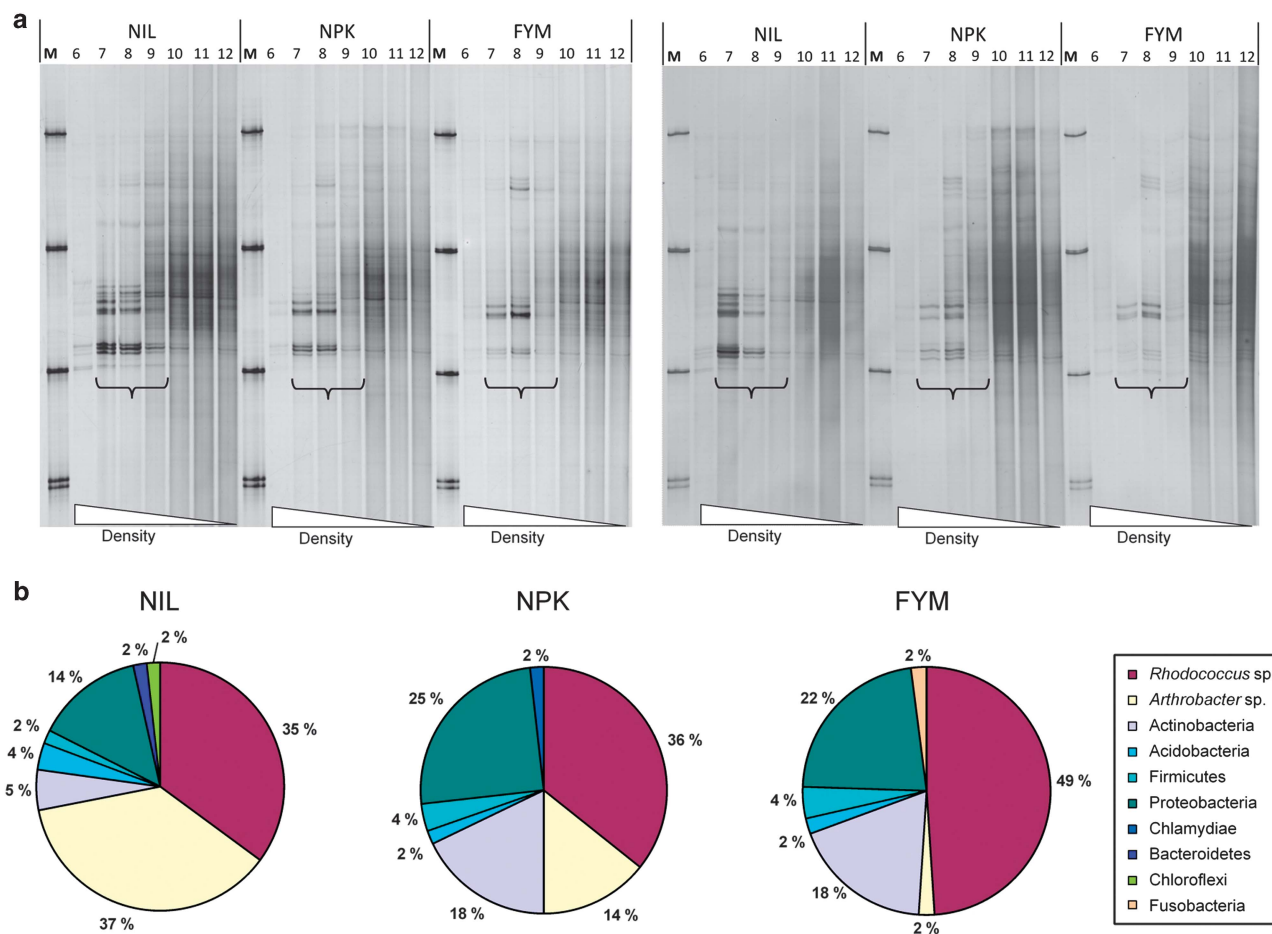 a
NIL NPK FYM NIL NPK FYM
M 6 7 8 9 10 11 12 M 6 7 8 9 10 11 12 M 6 7 8 9 10 11 12 M 6 7 8 9 10 11 12 M 6 7 8 9 10 11 12 M 6 7 8 9 10 11 12
Density Density Density Density Density Density
b
NIL
2 %
2 %
14 %
2 %
4 %
5 %
35 %
37 %
NPK
2 %
25 %
36 %
4 %
2 %
18 %
14 %
FYM
2 %
22 %
49 %
4 %
2 %
18 %
2 %
Rhodococcus sp
Arthrobacter sp.
Actinobacteria
Acidobacteria
Firmicutes
Proteobacteria
Chlamydiae
Bacteroidetes
Chloroflexi
Fusobacteria